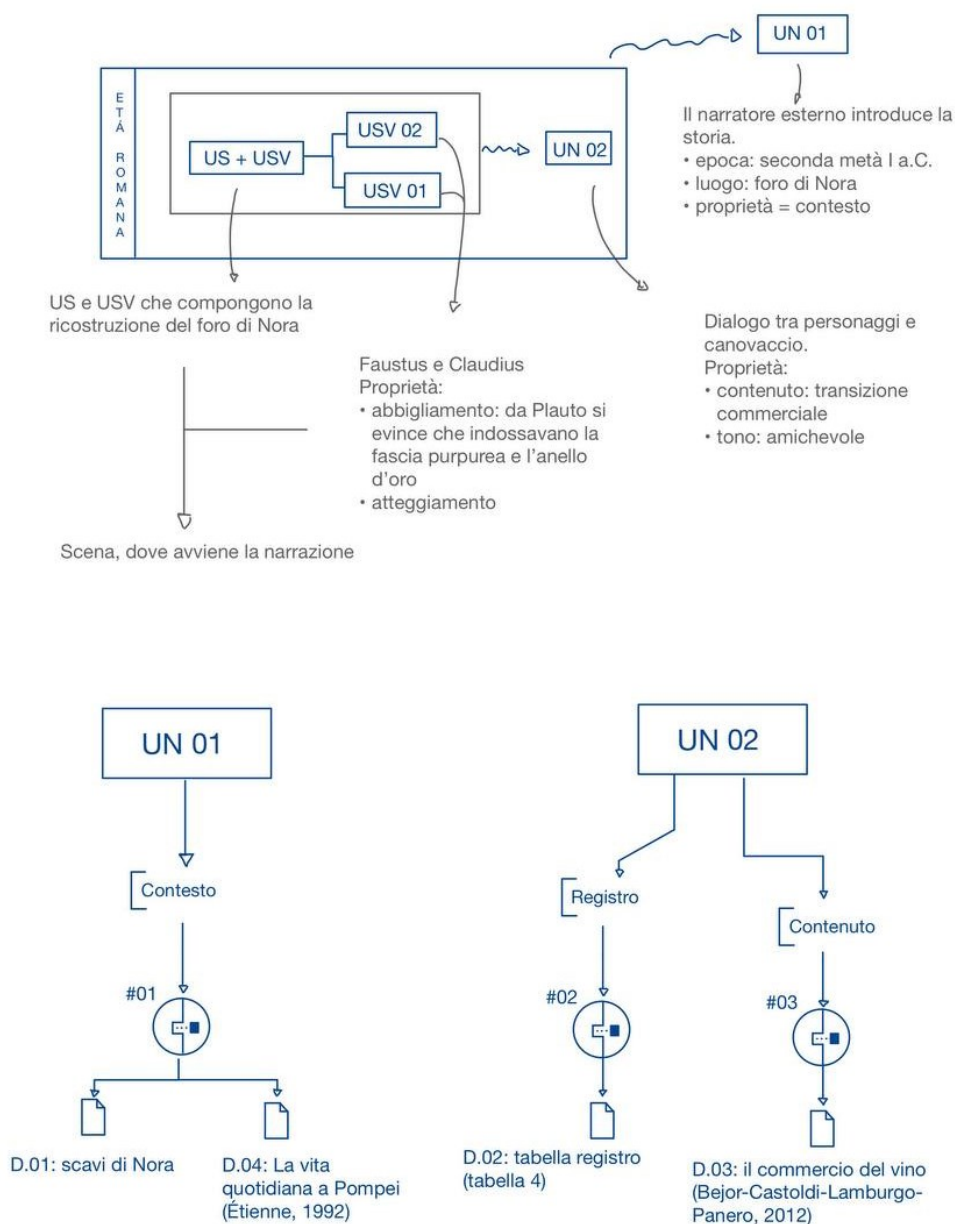 UN 01
ETÁ ROMANA
USV 02
US + USV
UN 02
USV 01
Il narratore esterno introduce la
storia.
• epoca: seconda metà I a.C.
• luogo: foro di Nora
• proprietà = contesto
US e USV che compongono la
ricostruzione del foro di Nora
Faustus e Claudius
Proprietà:
• abbigliamento: da Plauto si
evince che indossavano la
fascia purpurea e l'anello
d'oro
• atteggiamento
Dialogo tra personaggi e
canovaccio.
Proprietà:
• contenuto: transizione
commerciale
• tono: amichevole
Scena, dove avviene la narrazione
UN 01
Contesto
#01
D.01: scavi di Nora
D.04: La vita
quotidiana a Pompei
(Étienne, 1992)
UN 02
Registro
Contenuto
#02
#03
D.02: tabella registro
(tabella 4)
D.03: il commercio del vino
(Bejor-Castoldi-Lamburgo-
Panero, 2012)